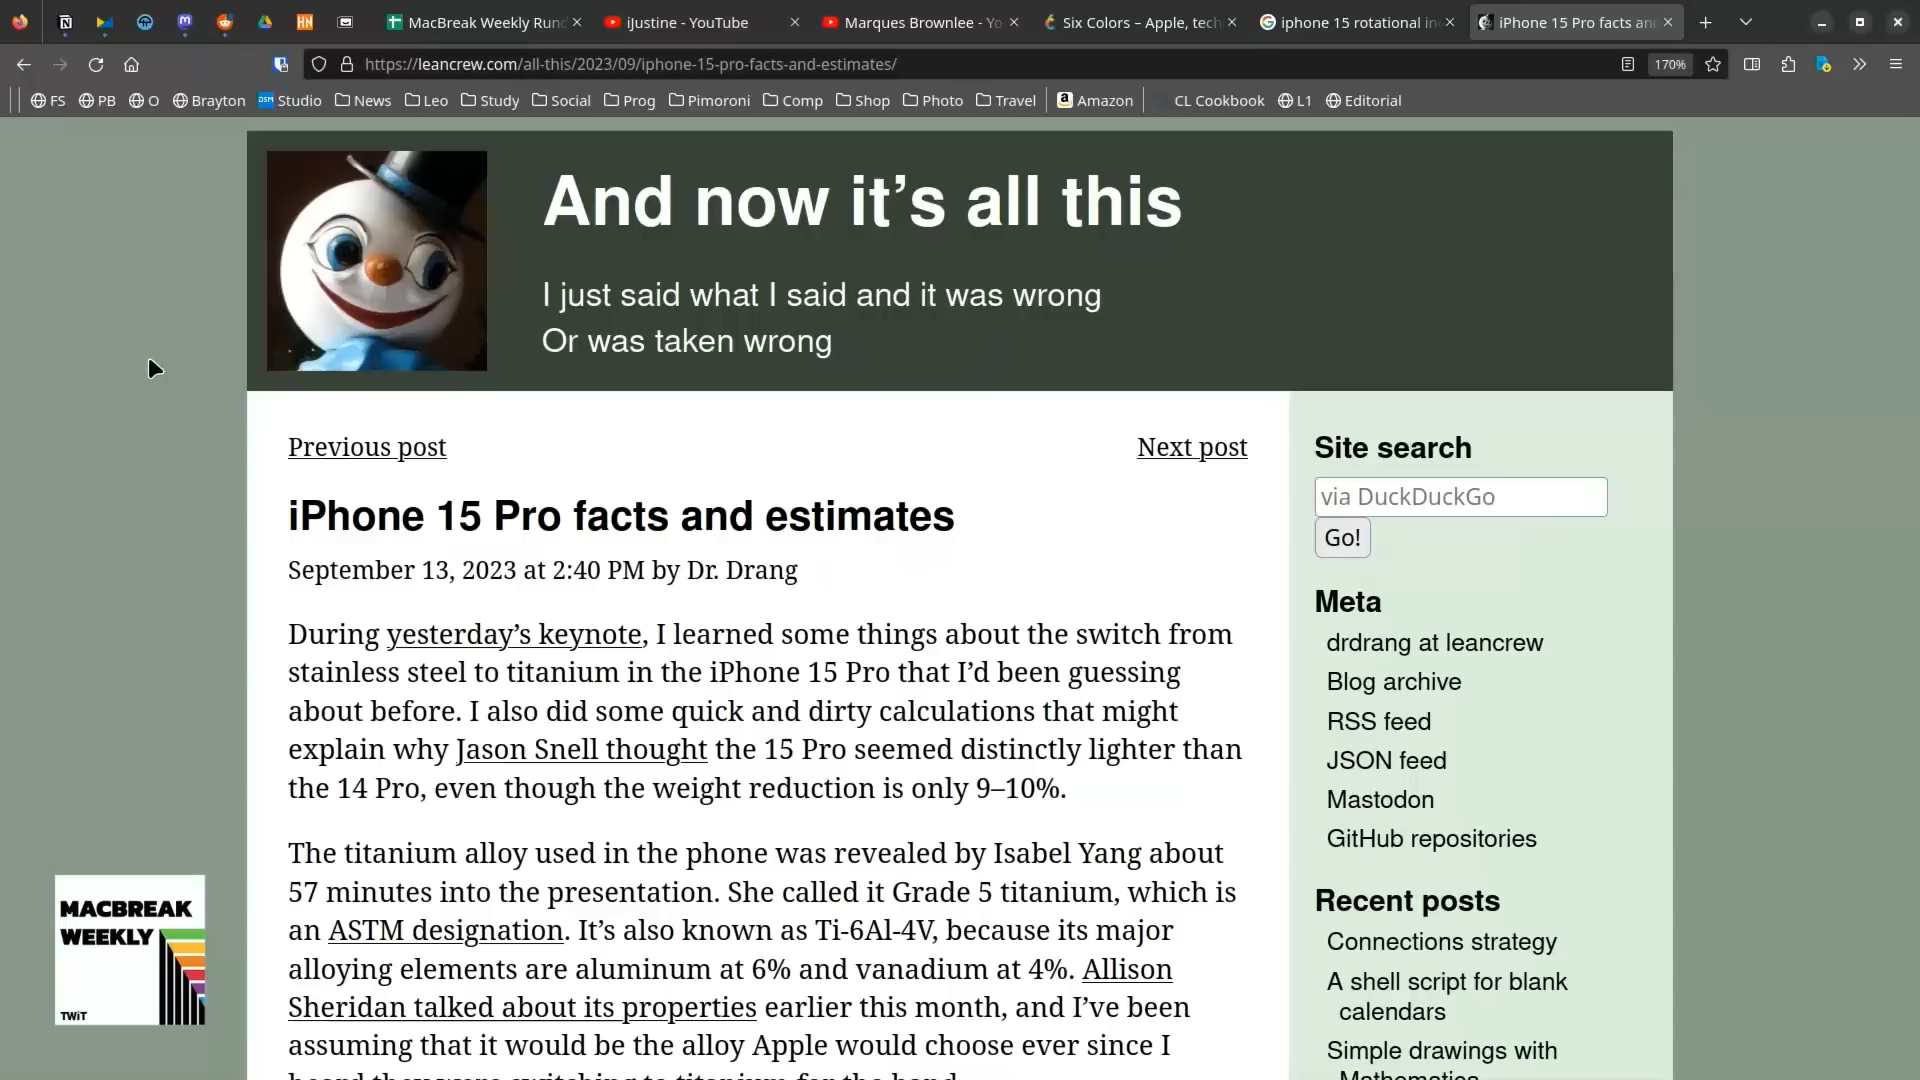 MacBreak Weekly Run
iJustine - YouTube
Marques Brownlee - Yo
Six Colors – Apple, tech
iphone 15 rotational in
iPhone 15 Pro facts an
https://leancrew.com/all-this/2023/09/iphone-15-pro-facts-and-estimates/
170%
FS
PB
O
Brayton
Studio
News
Leo
Study
Social
Prog
Pimoroni
Comp
Shop
Photo
Travel
Amazon
CL Cookbook
L1
Editorial
And now it’s all this
I just said what I said and it was wrong
Or was taken wrong
Previous post
Next post
iPhone 15 Pro facts and estimates
September 13, 2023 at 2:40 PM by Dr. Drang
During yesterday’s keynote, I learned some things about the switch from
stainless steel to titanium in the iPhone 15 Pro that I’d been guessing
about before. I also did some quick and dirty calculations that might
explain why Jason Snell thought the 15 Pro seemed distinctly lighter than
the 14 Pro, even though the weight reduction is only 9–10%.
The titanium alloy used in the phone was revealed by Isabel Yang about
57 minutes into the presentation. She called it Grade 5 titanium, which is
an ASTM designation. It’s also known as Ti-6Al-4V, because its major
alloying elements are aluminum at 6% and vanadium at 4%. Allison
Sheridan talked about its properties earlier this month, and I’ve been
assuming that it would be the alloy Apple would choose ever since I
heard they were switching to titanium for the band.
Site search
via DuckDuckGo
Go!
Meta
drdrang at leancrew
Blog archive
RSS feed
JSON feed
Mastodon
GitHub repositories
Recent posts
Connections strategy
A shell script for blank
calendars
Simple drawings with
Mathematica
MACBREAK
WEEKLY
TWiT